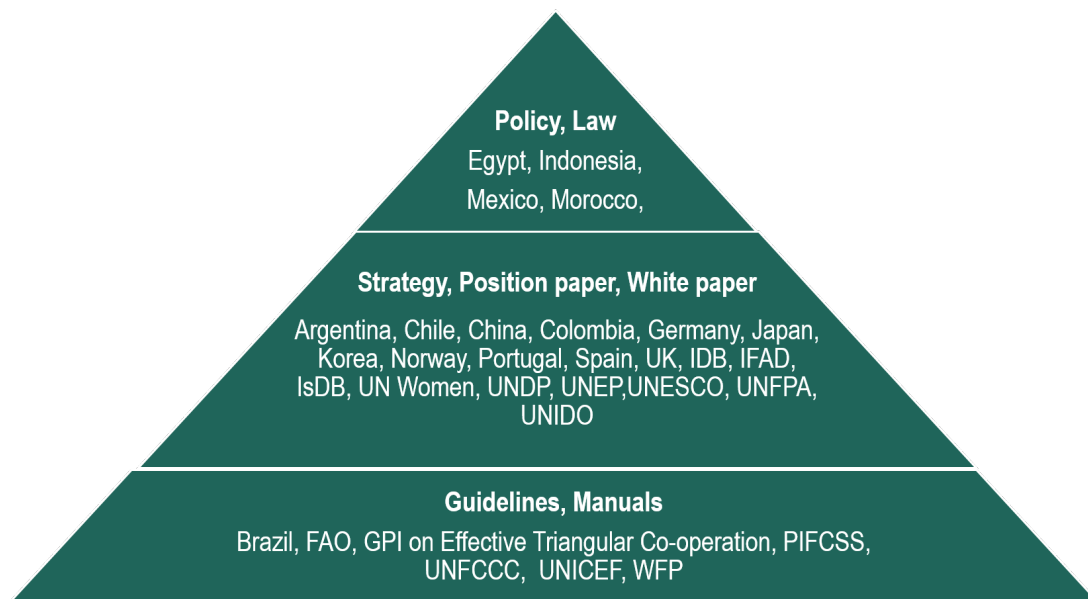 Policy, Law
Egypt, Indonesia,
Mexico, Morocco,
Strategy, Position paper, White paper
Argentina, Chile, China, Colombia, Germany, Japan,
Korea, Norway, Portugal, Spain, UK, IDB, IFAD,
IsDB, UN Women, UNDP, UNEP,UNESCO, UNFPA,
UNIDO
Guidelines, Manuals
Brazil, FAO, GPI on Effective Triangular Co-operation, PIFCSS,
UNFCCC, UNICEF, WFP